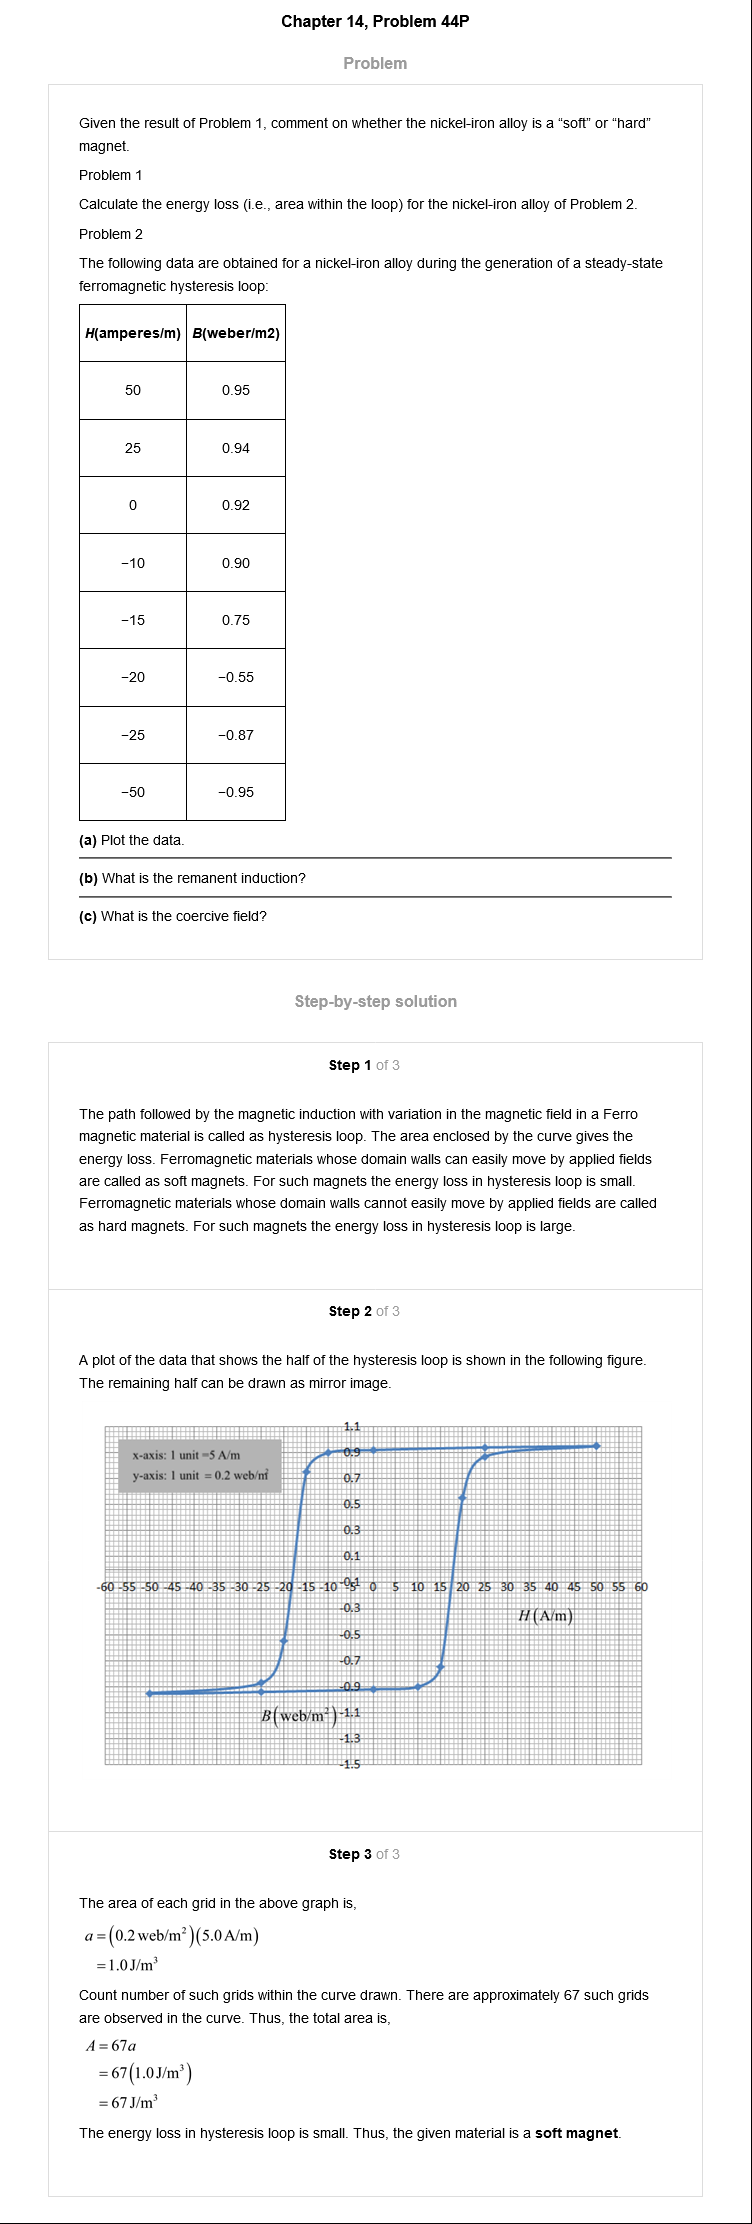 Chapter 14, Problem 44P
Problem
Given the result of Problem 1, comment on whether the nickel-iron alloy is a “soft” or “hard”
magnet.
Problem 1
Calculate the energy loss (i.e., area within the loop) for the nickel-iron alloy of Problem 2.
Problem 2
The following data are obtained for a nickel-iron alloy during the generation of a steady-state
ferromagnetic hysteresis loop:
H(amperes/m) B(weber/m2)
50 0.95
25 0.94
0 0.92
−10 0.90
−15 0.75
−20 −0.55
−25 −0.87
−50 −0.95
(a) Plot the data.
(b) What is the remanent induction?
(c) What is the coercive field?
Step-by-step solution
Step 1 of 3
The path followed by the magnetic induction with variation in the magnetic field in a Ferro
magnetic material is called as hysteresis loop. The area enclosed by the curve gives the
energy loss. Ferromagnetic materials whose domain walls can easily move by applied fields
are called as soft magnets. For such magnets the energy loss in hysteresis loop is small.
Ferromagnetic materials whose domain walls cannot easily move by applied fields are called
as hard magnets. For such magnets the energy loss in hysteresis loop is large.
Step 2 of 3
A plot of the data that shows the half of the hysteresis loop is shown in the following figure.
The remaining half can be drawn as mirror image.
1.1
x-axis: 1 unit =5 A/m
0.9
y-axis: 1 unit = 0.2 web/m²
0.7
0.5
0.3
0.1
-60 -55 -50 -45 -40 -35 -30 -25 -20 -15 -10 -5 0 5 10 15 20 25 30 35 40 45 50 55 60
-0.1
-0.3
H(A/m)
-0.5
-0.7
-0.9
B(web/m²) -1.1
-1.3
-1.5
Step 3 of 3
The area of each grid in the above graph is,
a = (0.2 web/m²)(5.0 A/m)
= 1.0 J/m³
Count number of such grids within the curve drawn. There are approximately 67 such grids
are observed in the curve. Thus, the total area is,
A = 67a
= 67(1.0 J/m³)
= 67 J/m³
The energy loss in hysteresis loop is small. Thus, the given material is a soft magnet.